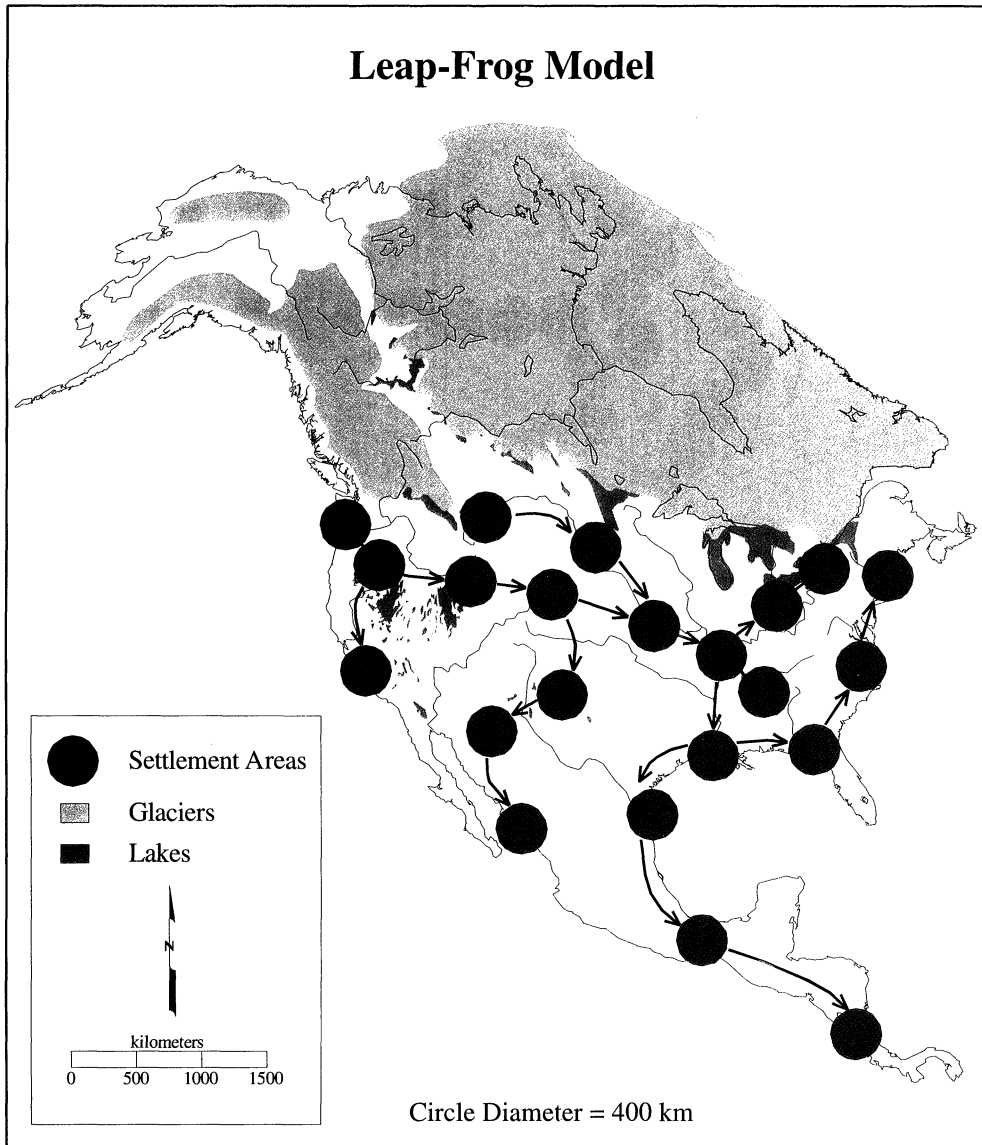 Leap-Frog Model
Settlement Areas
Glaciers
Lakes
N
kilometers
0 500 1000 1500
Circle Diameter = 400 km